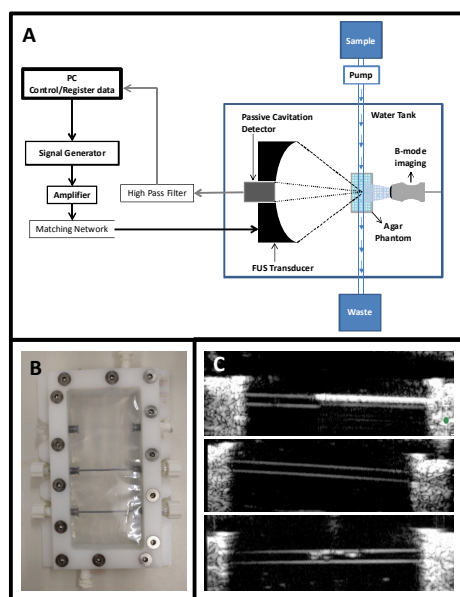 A
Sample
PC
Control/Register data
Pump
Passive Cavitation
Detector
Water Tank
B-mode
imaging
Signal Generator
Amplifier
High Pass Filter
Matching Network
Agar
Phantom
FUS Transducer
Waste
B
C